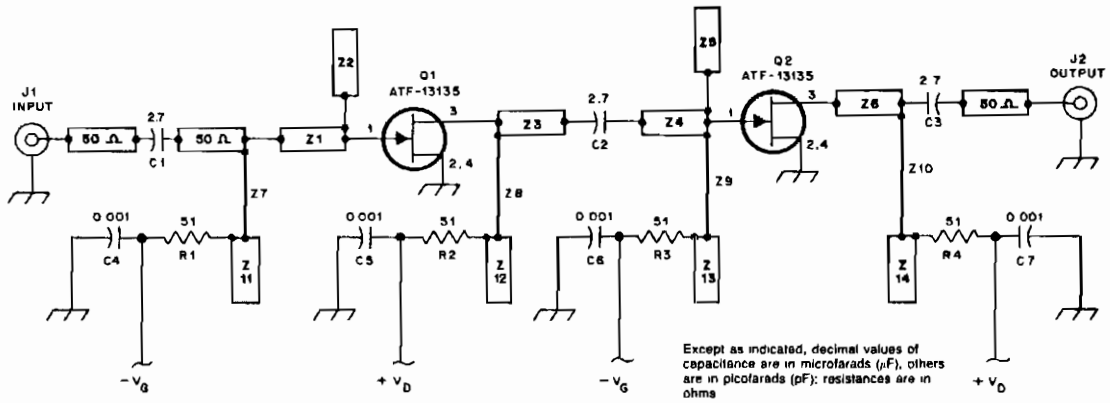 Z5
Z2
Q1
ATF-13135
Q2
ATF-13135
J1
INPUT
J2
OUTPUT
50 Ω
2.7
C1
50 Ω
Z1
1
3
2,4
Z3
2.7
C2
Z4
1
3
2,4
Z6
2 7
C3
50 Ω
Z7
Z8
Z9
Z10
0 001
C4
51
R1
Z
11
0.001
C5
51
R2
Z
12
0.001
C6
51
R3
Z
13
Z
14
51
R4
0.001
C7
Except as indicated, decimal values of
capacitance are in microfarads (μF), others
are in picofarads (pF); resistances are in
ohms
-VG
+VD
-VG
+VD